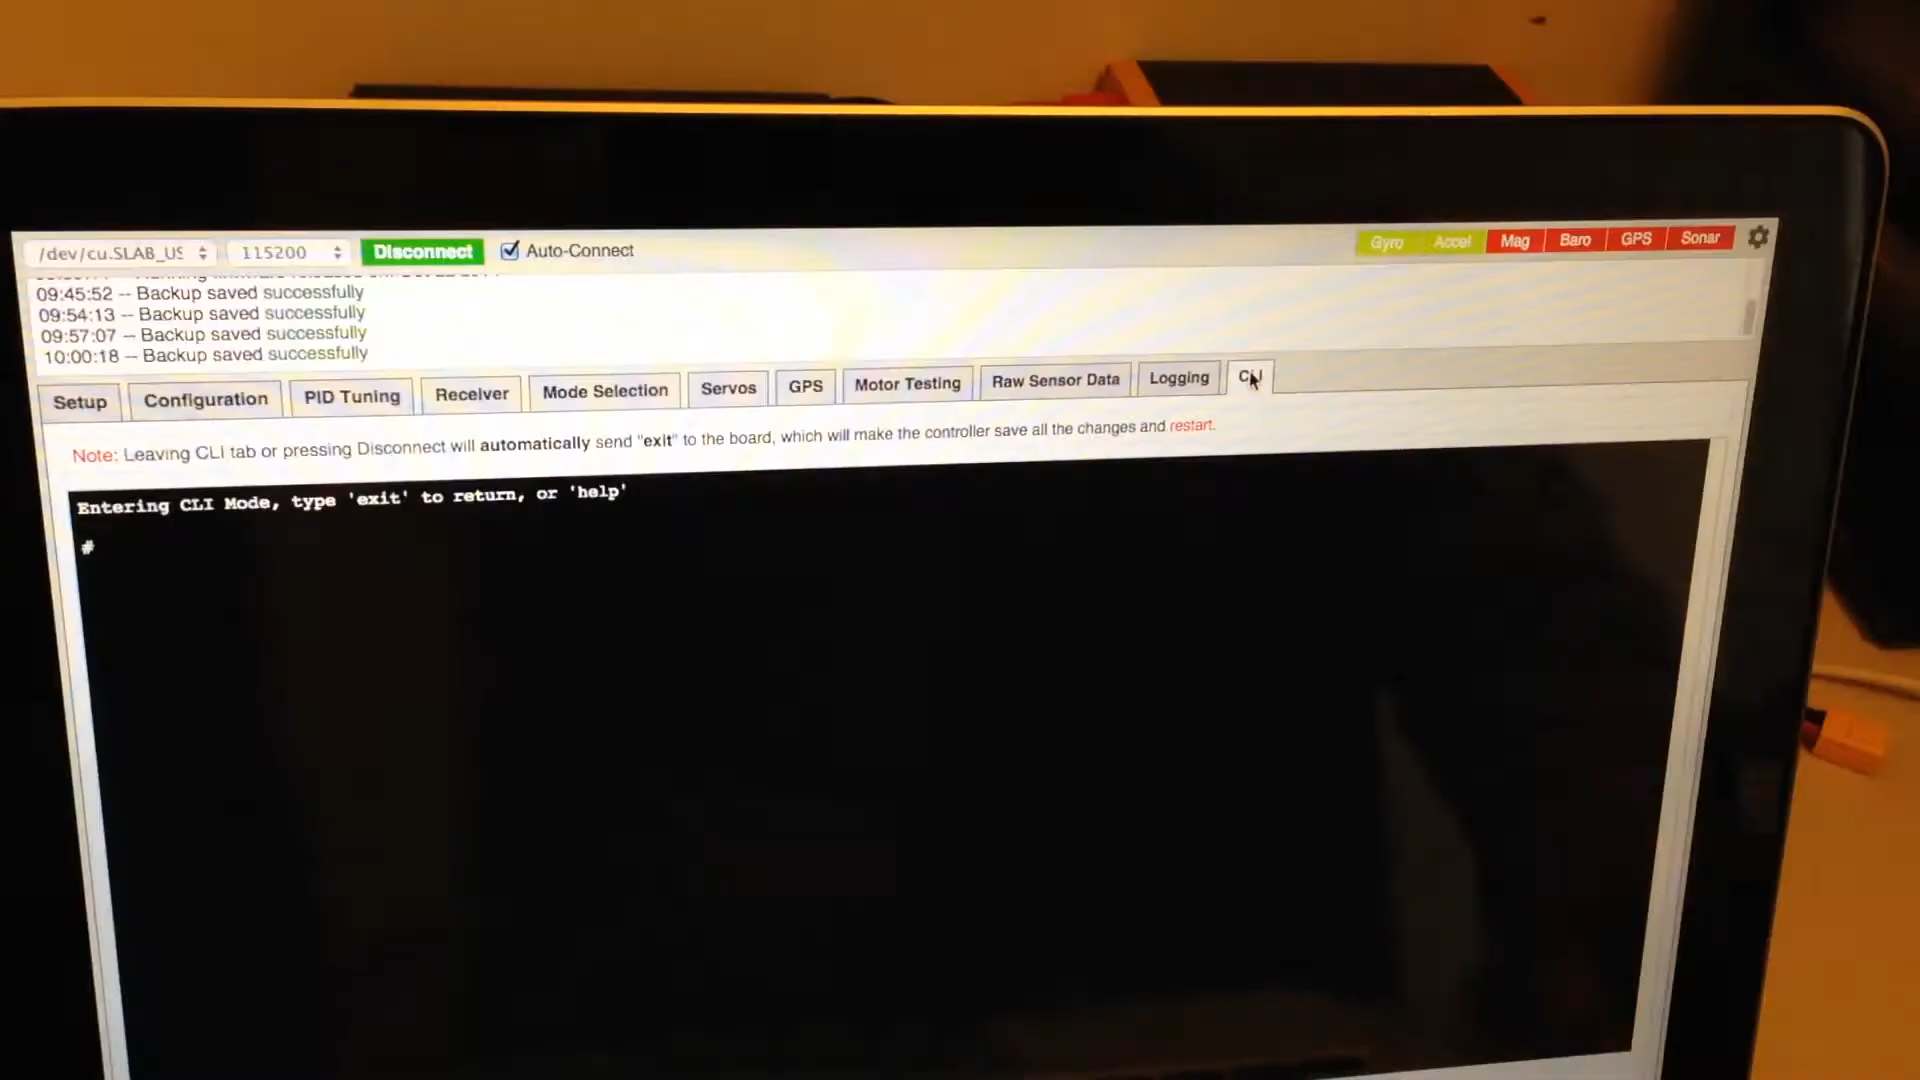 /dev/cu.SLAB_US 115200 Disconnect Auto-Connect Gyro Accel Mag Baro GPS Sonar
09:45:52 -- Backup saved successfully
09:54:13 -- Backup saved successfully
09:57:07 -- Backup saved successfully
10:00:18 -- Backup saved successfully
Setup Configuration PID Tuning Receiver Mode Selection Servos GPS Motor Testing Raw Sensor Data Logging CLI
Note: Leaving CLI tab or pressing Disconnect will automatically send "exit" to the board, which will make the controller save all the changes and restart.
Entering CLI Mode, type 'exit' to return, or 'help'
#